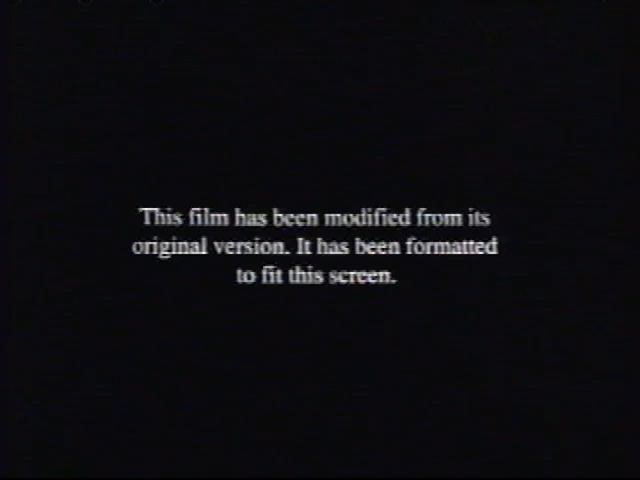 This film has been modified from its
original version. It has been formatted
to fit this screen.